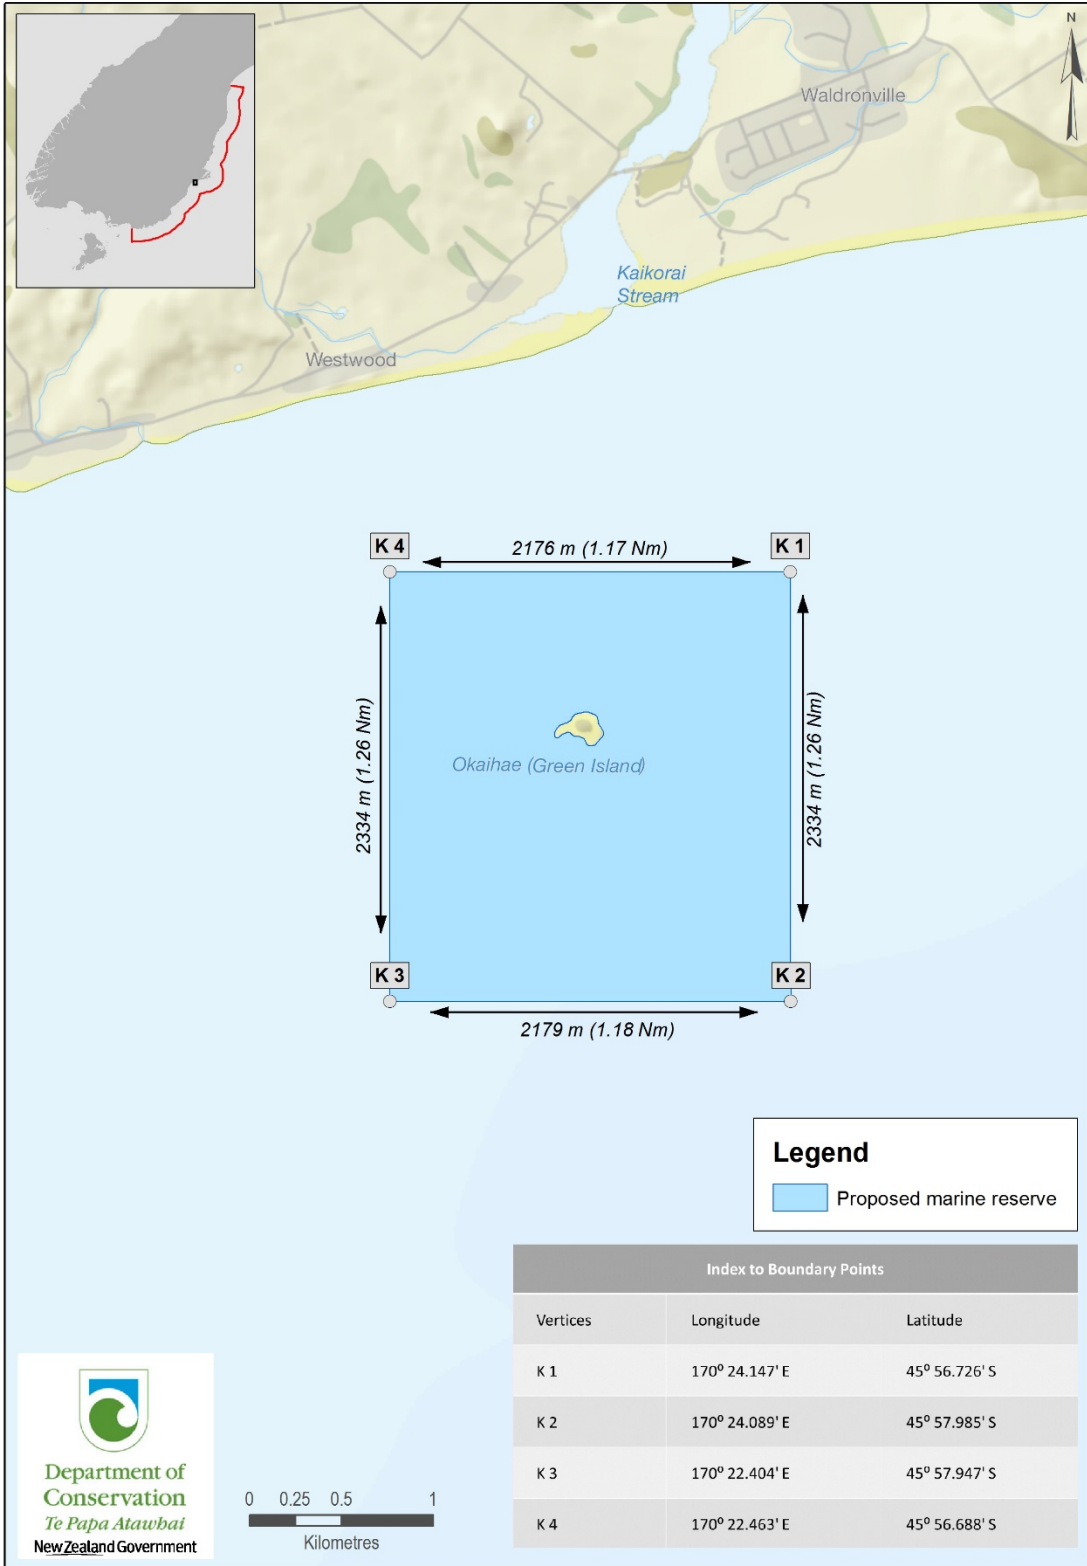 N
Waldronville
Kaikorai
Stream
Westwood
K 4
2176 m (1.17 Nm)
K 1
2334 m (1.26 Nm)
2334 m (1.26 Nm)
Okaihae (Green Island)
K 3
K 2
2179 m (1.18 Nm)
Legend
Proposed marine reserve
Index to Boundary Points
Vertices Longitude Latitude
K 1 170º 24.147' E 45º 56.726' S
K 2 170º 24.089' E 45º 57.985' S
K 3 170º 22.404' E 45º 57.947' S
K 4 170º 22.463' E 45º 56.688' S
Department of
Conservation
Te Papa Atawhai
New Zealand Government
0 0.25 0.5 1
Kilometres